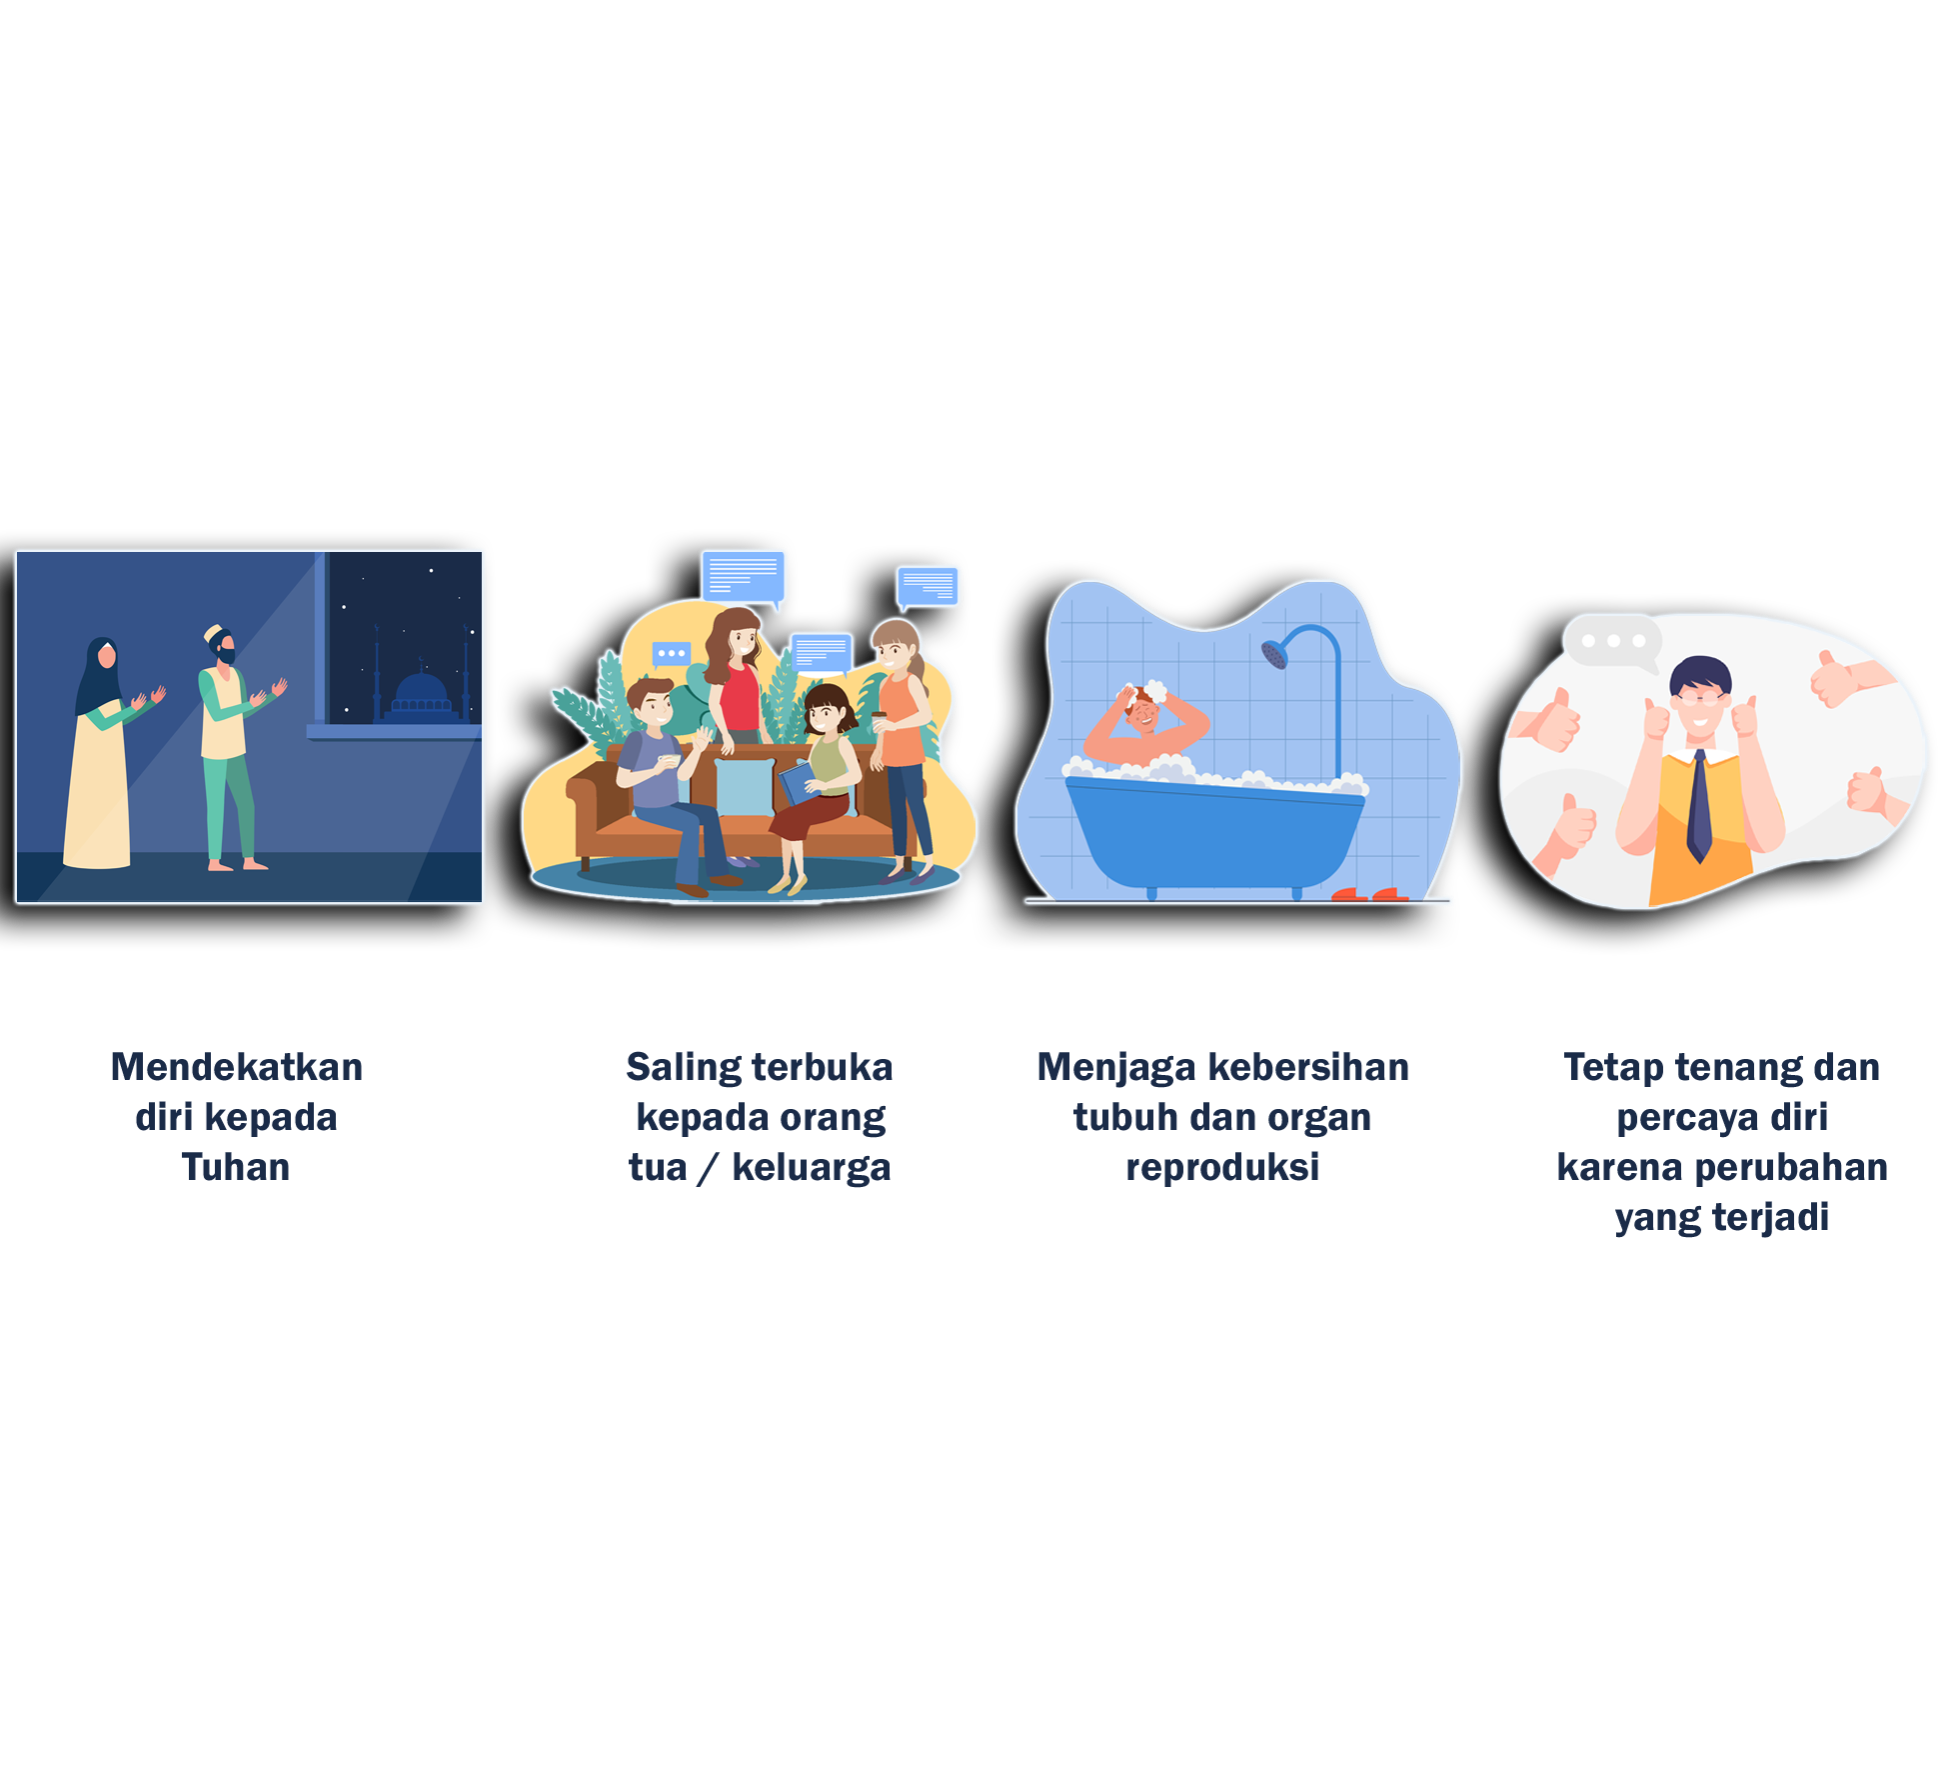 Mendekatkan
diri kepada
Tuhan
Saling terbuka
kepada orang
tua / keluarga
Menjaga kebersihan
tubuh dan organ
reproduksi
Tetap tenang dan
percaya diri
karena perubahan
yang terjadi